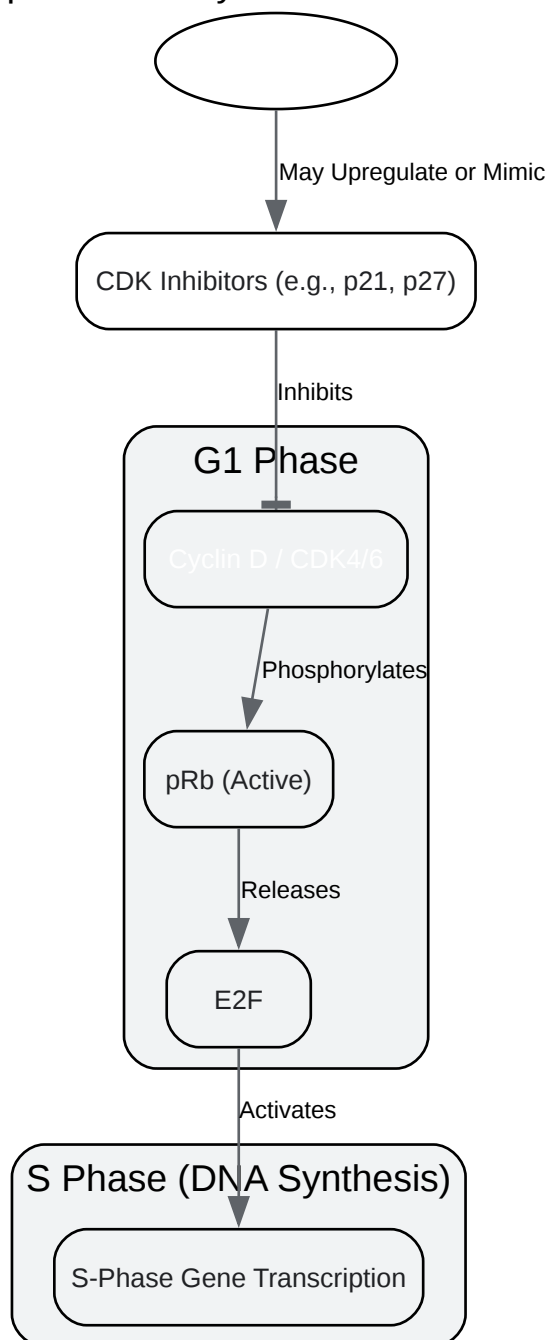 May Upregulate or Mimic
CDK Inhibitors (e.g., p21, p27)
Inhibits
G1 Phase
Cyclin D / CDK4/6
Phosphorylates
pRb (Active)
Releases
E2F
Activates
S Phase (DNA Synthesis)
S-Phase Gene Transcription